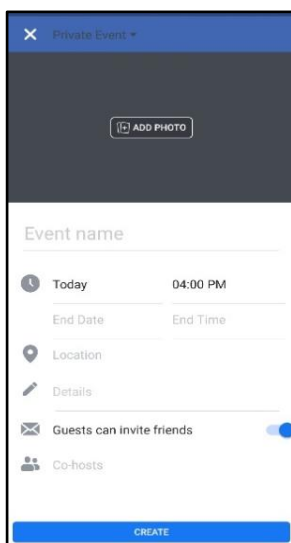 Private Event
ADD PHOTO
Event name
Today 04:00 PM
End Date End Time
Location
Details
Guests can invite friends
Co-hosts
CREATE